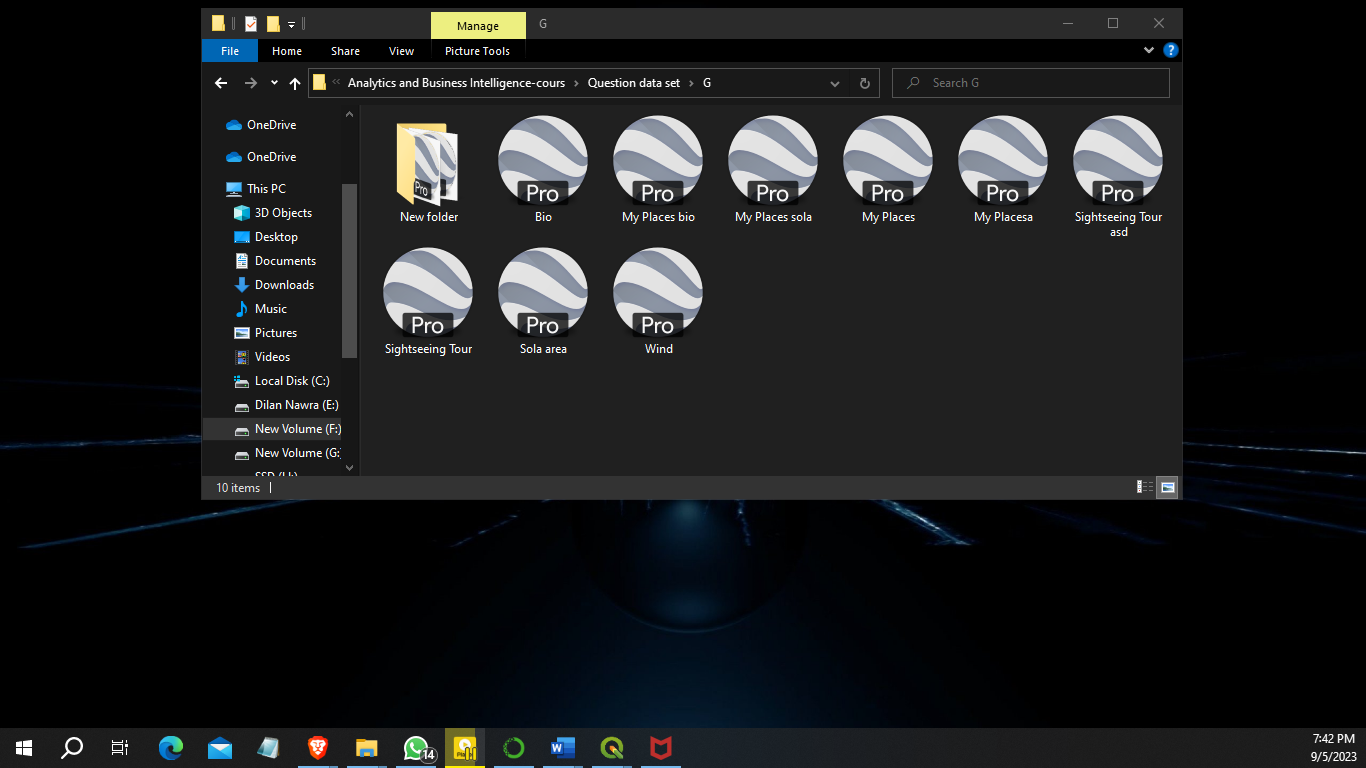 Manage
G
File
Home
Share
View
Picture Tools
Analytics and Business Intelligence-cours
Question data set
G
Search G
OneDrive
OneDrive
This PC
3D Objects
Desktop
Documents
Downloads
Music
Pictures
Videos
Local Disk (C:)
Dilan Nawra (E:)
New Volume (F:)
New Volume (G:
SSD (H:)
Pro
New folder
Pro
Bio
Pro
My Places bio
Pro
My Places sola
Pro
My Places
Pro
My Placesa
Pro
Sightseeing Tour
asd
Pro
Sightseeing Tour
Pro
Sola area
Pro
Wind
10 items
14
W
7:42 PM
9/5/2023